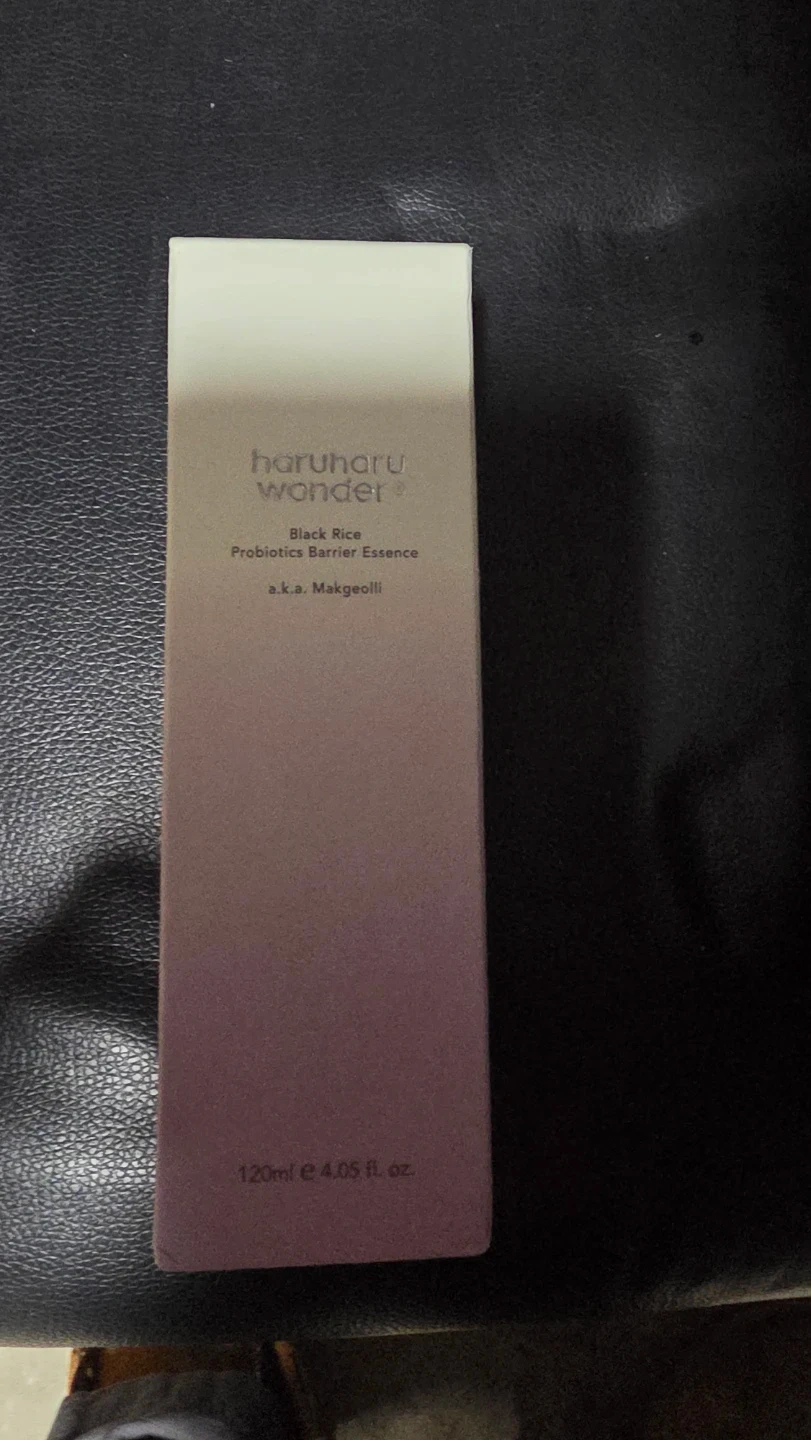 haruharu
wonder®
Black Rice
Probiotics Barrier Essence
a.k.a. Makgeolli
120ml e 4.05 fl. oz.